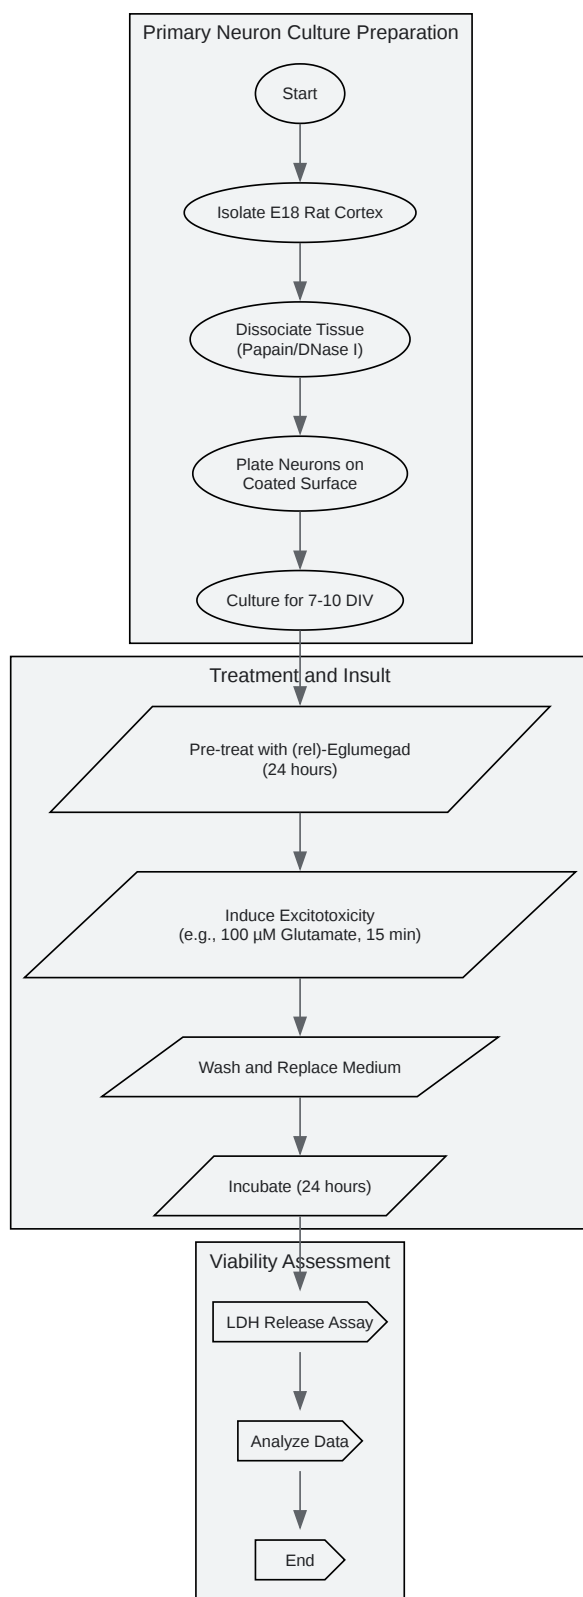 Primary Neuron Culture Preparation
Start
Isolate E18 Rat Cortex
Dissociate Tissue
(Papain/DNase I)
Plate Neurons on
Coated Surface
Culture for 7-10 DIV
Treatment and Insult
Pre-treat with (rel)-Eglumegad
(24 hours)
Induce Excitotoxicity
(e.g., 100 µM Glutamate, 15 min)
Wash and Replace Medium
Incubate (24 hours)
Viability Assessment
LDH Release Assay
Analyze Data
End